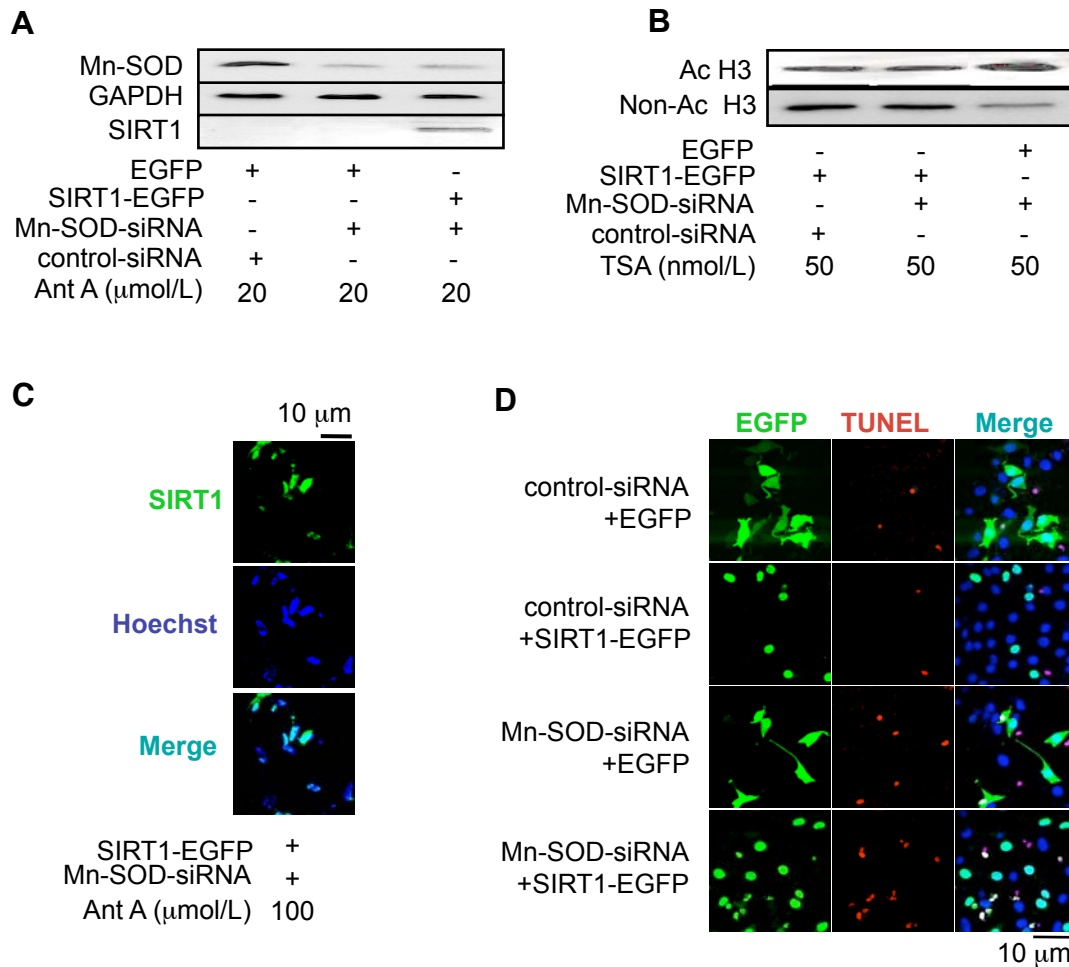 A
Mn-SOD
GAPDH
SIRT1
EGFP + + -
SIRT1-EGFP - - +
Mn-SOD-siRNA - + +
control-siRNA + - -
Ant A (μmol/L) 20 20 20
B
Ac H3
Non-Ac H3
EGFP - - +
SIRT1-EGFP + + -
Mn-SOD-siRNA - + +
control-siRNA + - -
TSA (nmol/L) 50 50 50
C
10 μm
SIRT1
Hoechst
Merge
SIRT1-EGFP +
Mn-SOD-siRNA +
Ant A (μmol/L) 100
D
EGFP TUNEL Merge
control-siRNA
+EGFP
control-siRNA
+SIRT1-EGFP
Mn-SOD-siRNA
+EGFP
Mn-SOD-siRNA
+SIRT1-EGFP
10 μm